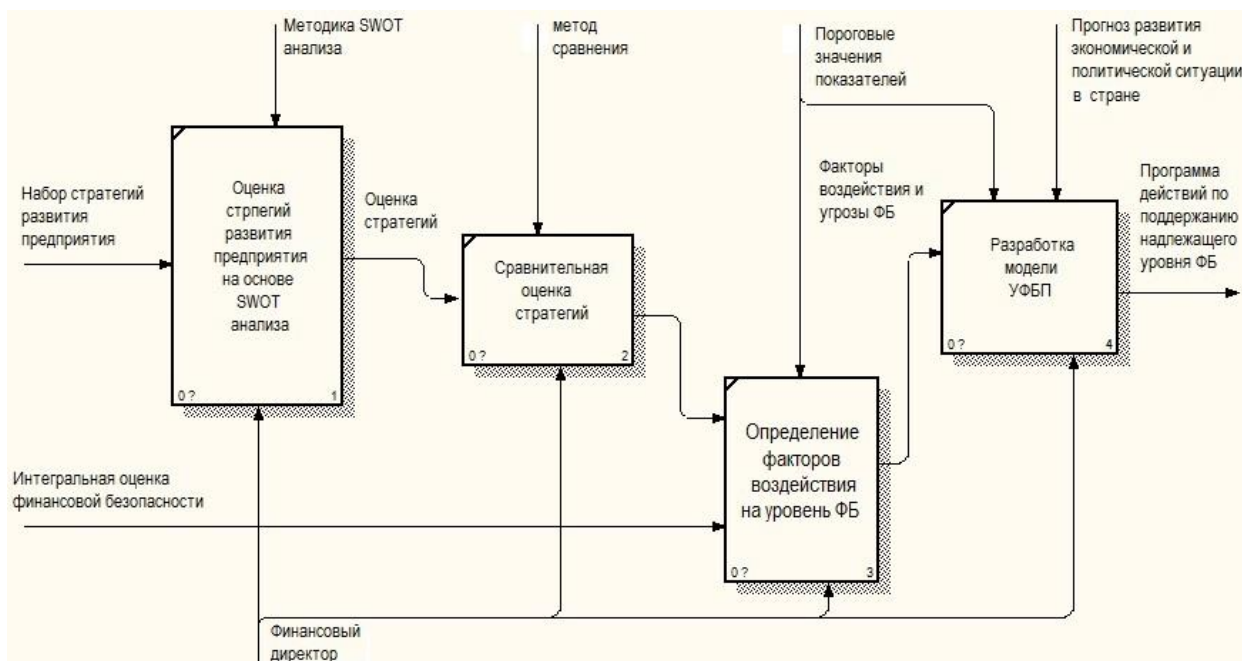 Методика SWOT
анализа
метод
сравнения
Пороговые
значения
показателей
Прогноз развития
экономической и
политической ситуации
в стране
Набор стратегий
развития
предприятия
Оценка
стрпегий
развития
предприятия
на основе
SWOT
анализа
0 ?
1
Оценка
стратегий
Сравнительная
оценка
стратегий
0 ?
2
Факторы
воздействия и
угрозы ФБ
Разработка
модели
УФБП
0 ?
4
Программа
действий по
поддержанию
надлежащего
уровня ФБ
Определение
факторов
воздействия
на уровень ФБ
0 ?
3
Интегральная оценка
финансовой безопасности
Финансовый
директор